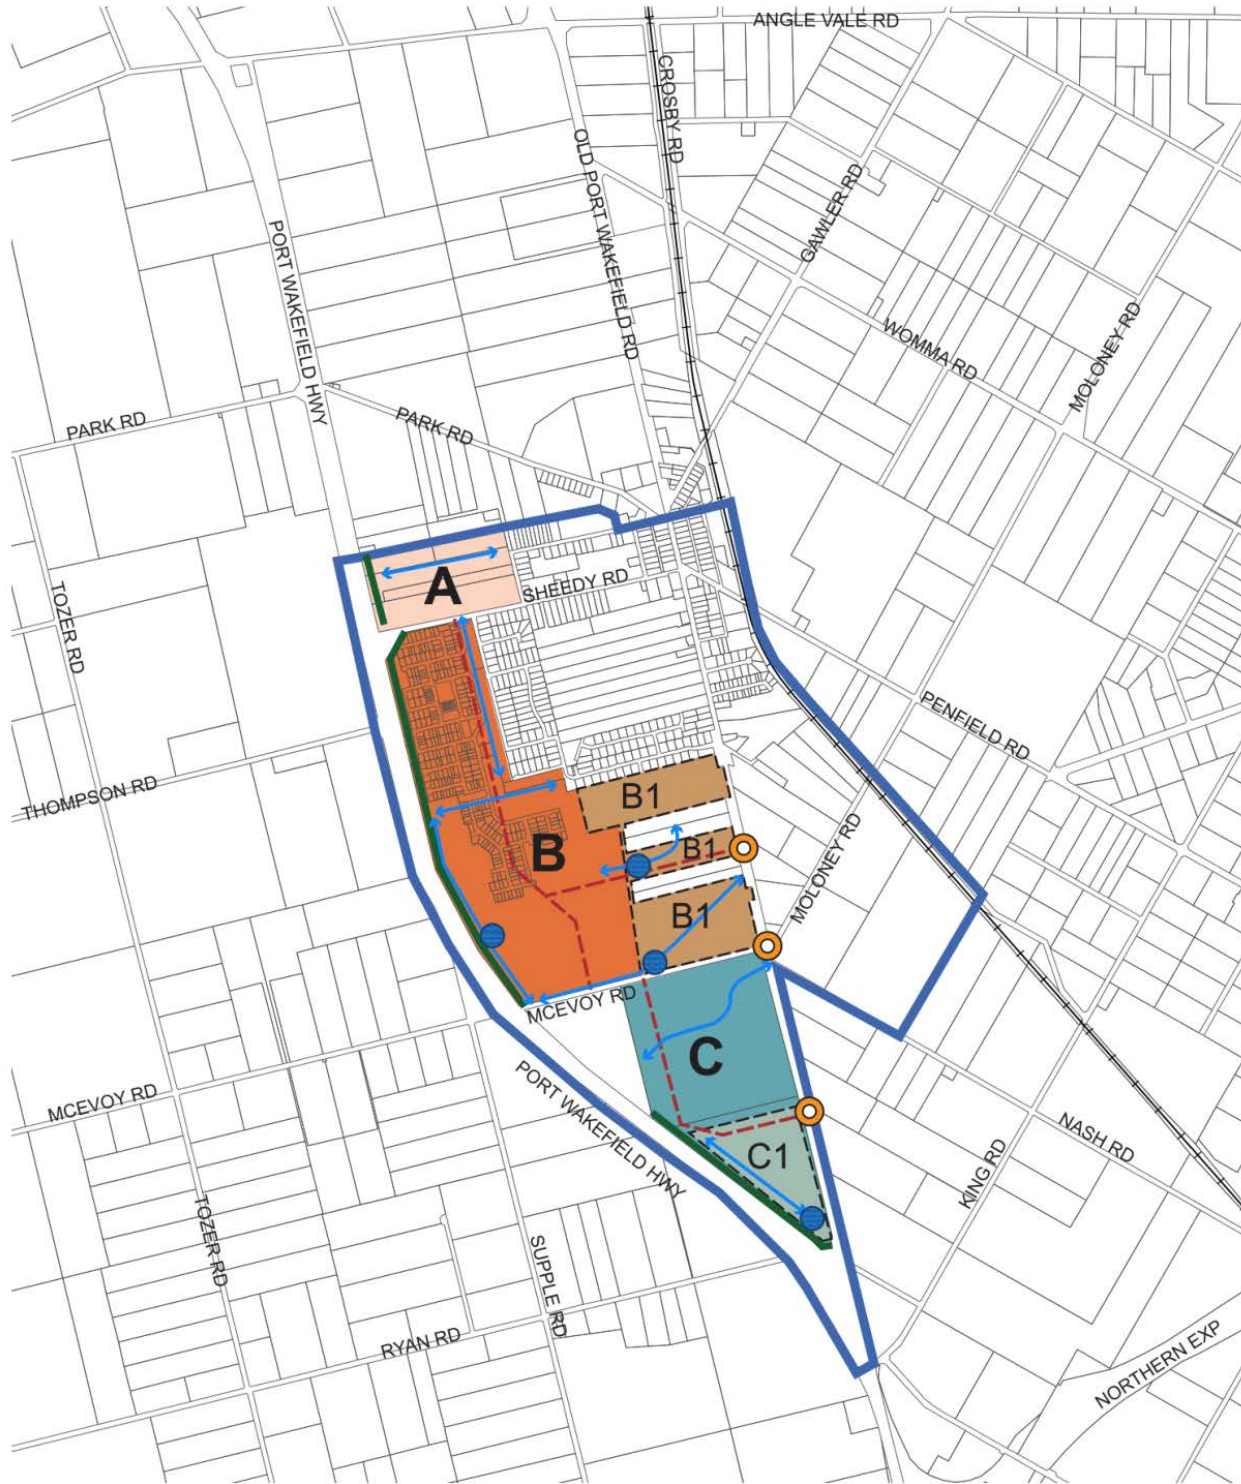 ANGLE VALE RD
CROSBY RD
OLD PORT WAKEFIELD RD
GAWLER RD
PORT WAKEFIELD HWY
WOMMA RD
MOLONEY RD
PARK RD
PARK RD
A
SHEEDY RD
TOZER RD
PENFIELD RD
THOMPSON RD
B1
B
B1
MOLONEY RD
B1
MCEVOY RD
C
MCEVOY RD
PORT WAKEFIELD HWY
C1
NASH RD
KING RD
TOZER RD
SUPPLE RD
RYAN RD
NORTHERN EXP